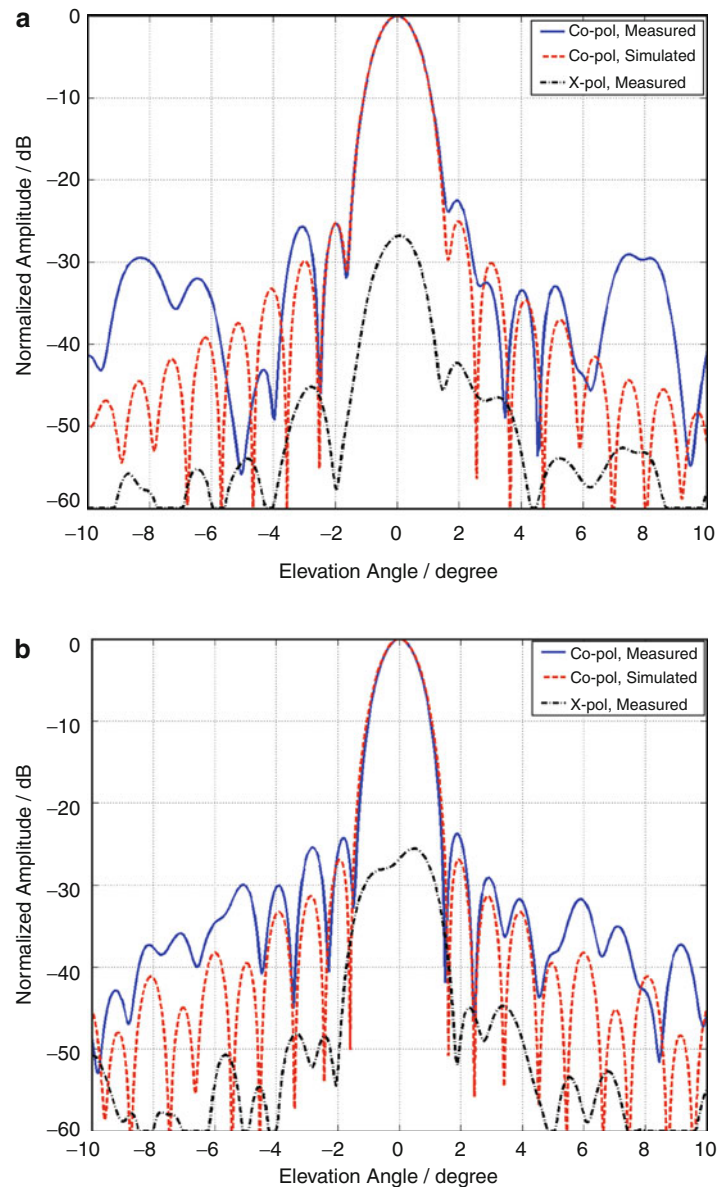 a
0
−10
−20
−30
−40
−50
−60
Normalized Amplitude / dB
Co-pol, Measured
Co-pol, Simulated
X-pol, Measured
−10 −8 −6 −4 −2 0 2 4 6 8 10
Elevation Angle / degree
b
0
−10
−20
−30
−40
−50
−60
Normalized Amplitude / dB
Co-pol, Measured
Co-pol, Simulated
X-pol, Measured
−10 −8 −6 −4 −2 0 2 4 6 8 10
Elevation Angle / degree